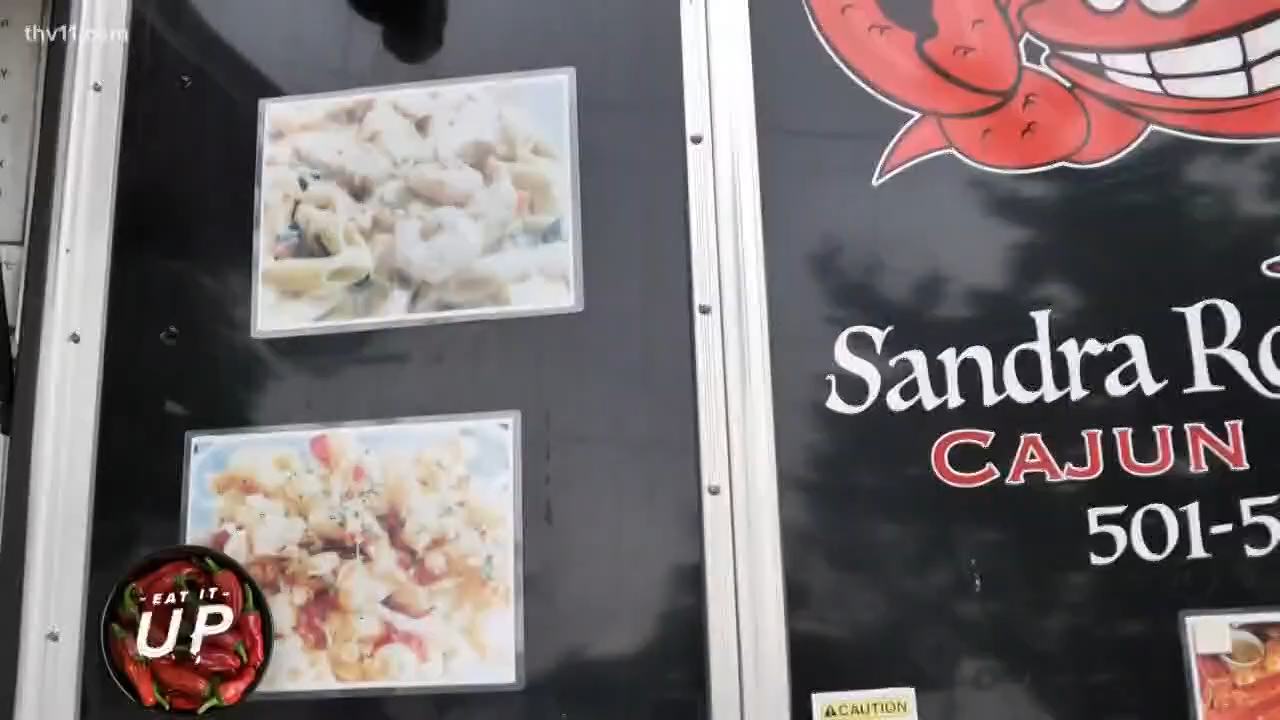 thv11.com
Sandra Ro
CAJUN
501-5
CAUTION
-EAT IT-
UP